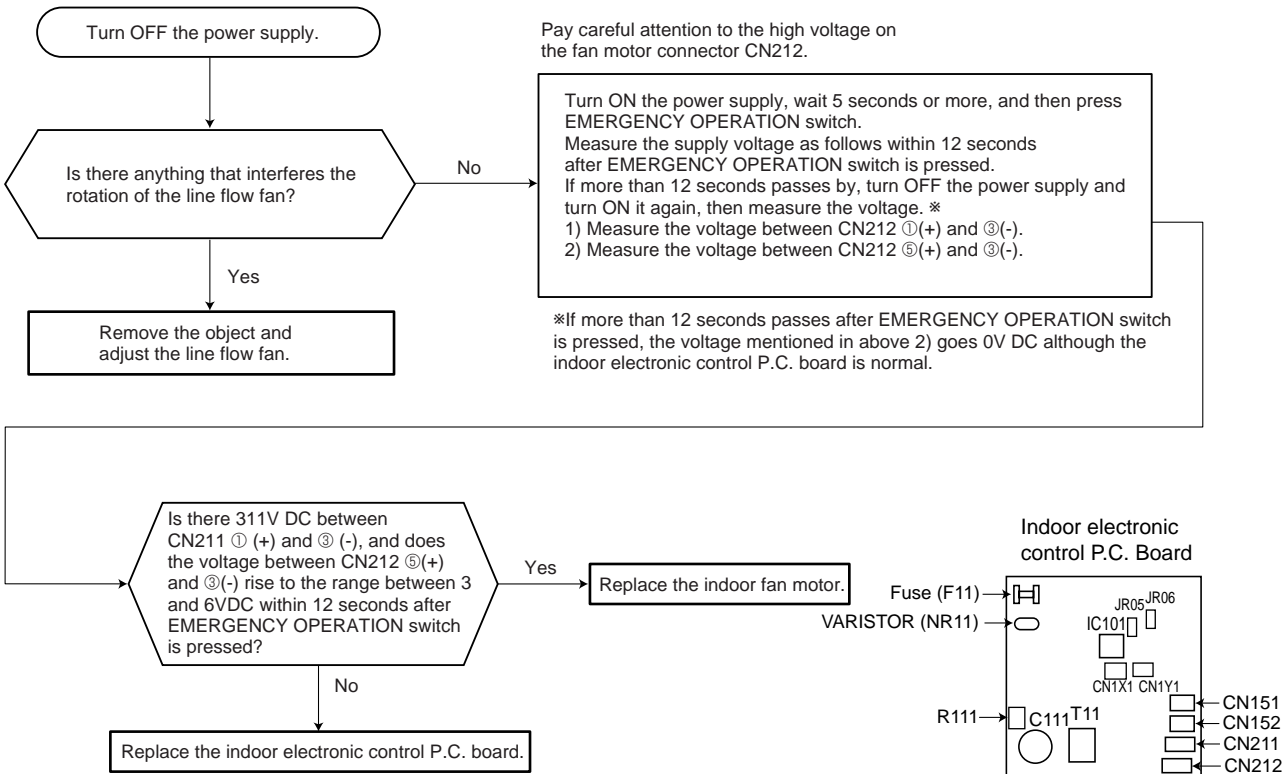 Turn OFF the power supply.
Is there anything that interferes the
rotation of the line flow fan?
No
Yes
Remove the object and
adjust the line flow fan.
Pay careful attention to the high voltage on
the fan motor connector CN212.
Turn ON the power supply, wait 5 seconds or more, and then press
EMERGENCY OPERATION switch.
Measure the supply voltage as follows within 12 seconds
after EMERGENCY OPERATION switch is pressed.
If more than 12 seconds passes by, turn OFF the power supply and
turn ON it again, then measure the voltage. ※
1) Measure the voltage between CN212 ①(+) and ③(-).
2) Measure the voltage between CN212 ⑤(+) and ③(-).
※If more than 12 seconds passes after EMERGENCY OPERATION switch
is pressed, the voltage mentioned in above 2) goes 0V DC although the
indoor electronic control P.C. board is normal.
Is there 311V DC between
CN211 ① (+) and ③ (-), and does
the voltage between CN212 ⑤(+)
and ③(-) rise to the range between 3
and 6VDC within 12 seconds after
EMERGENCY OPERATION switch
is pressed?
Yes
Replace the indoor fan motor.
No
Replace the indoor electronic control P.C. board.
Indoor electronic
control P.C. Board
Fuse (F11)
VARISTOR (NR11)
JR05
JR06
IC101
CN1X1
CN1Y1
R111
C111
T11
CN151
CN152
CN211
CN212